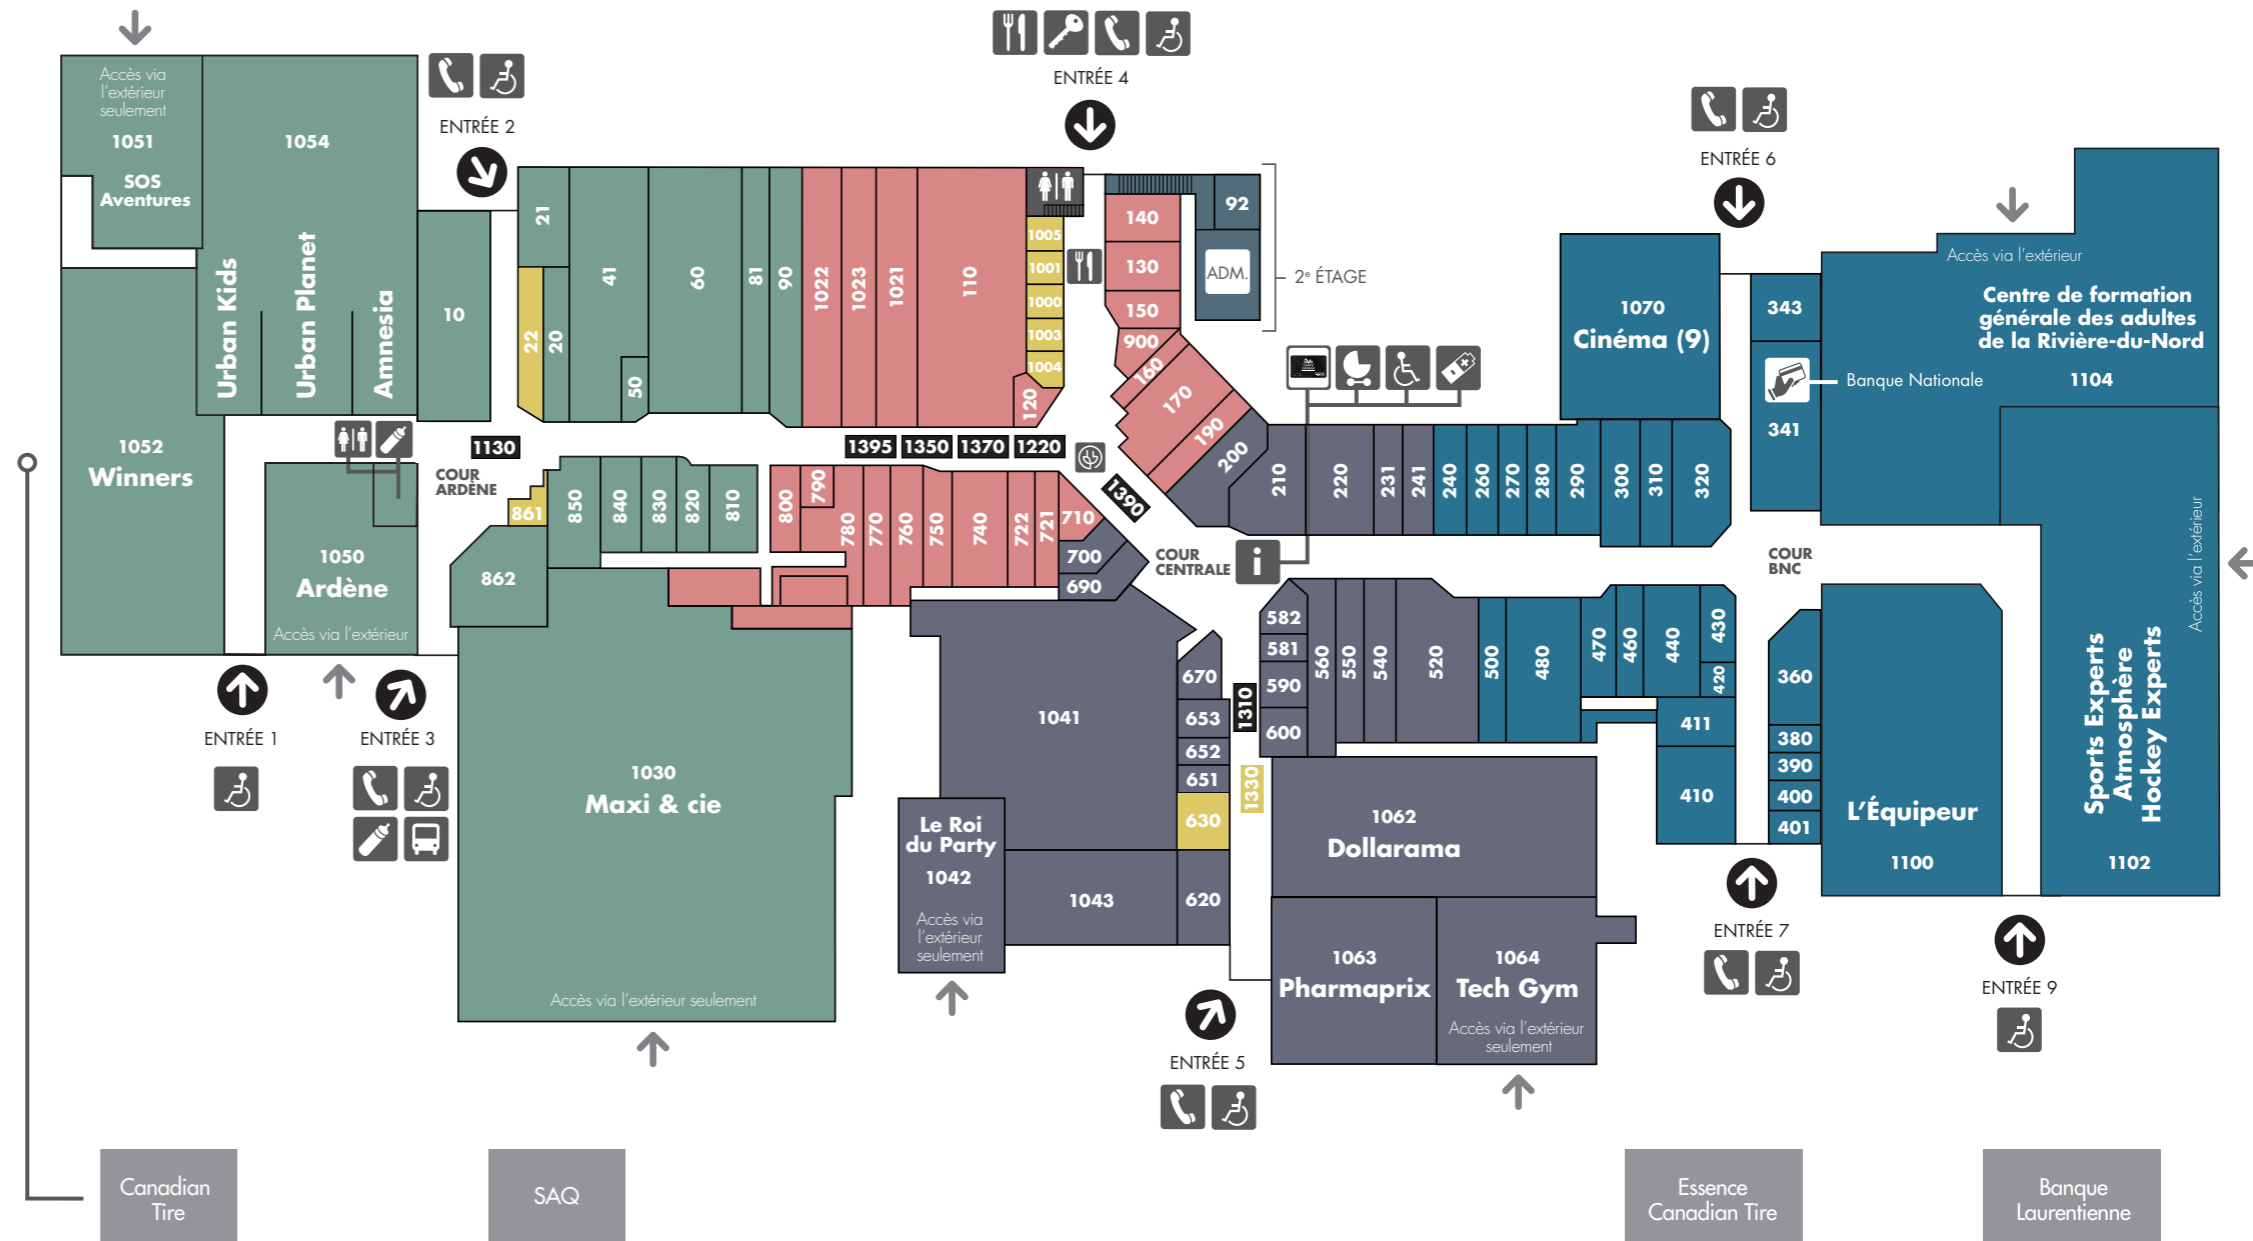 Accès via
l'extérieur
seulement
1051
SOS
Aventures
1054
Urban Kids
Urban Planet
Amnesia
ENTRÉE 2
10
21
22
20
41
50
60
81
90
1022
1023
1021
110
1005
1001
1000
1003
1004
120
ENTRÉE 4
140
130
150
900
160
170
190
200
92
ADM.
2e ÉTAGE
210
220
231
241
240
260
270
280
290
300
310
320
ENTRÉE 6
1070
Cinéma (9)
343
341
Banque Nationale
Accès via l'extérieur
Centre de formation
générale des adultes
de la Rivière-du-Nord
1104
1052
Winners
1130
COUR
ARDÈNE
1395
1350
1370
1220
1390
COUR
CENTRALE
i
COUR
BNC
1050
Ardène
Accès via l'extérieur
861
862
850
840
830
820
810
800
790
780
770
760
750
740
722
721
710
700
690
582
581
590
600
560
550
540
520
500
480
470
460
440
430
420
411
410
360
380
390
400
401
L'Équipeur
1100
Sports Experts
Atmosphère
Hockey Experts
1102
Accès via l'extérieur
ENTRÉE 1
ENTRÉE 3
1030
Maxi & cie
Accès via l'extérieur seulement
1041
670
653
652
651
630
620
1310
1330
Le Roi
du Party
1042
Accès via
l'extérieur
seulement
1043
1062
Dollarama
1063
Pharmaprix
1064
Tech Gym
Accès via l'extérieur
seulement
ENTRÉE 5
ENTRÉE 7
ENTRÉE 9
Canadian
Tire
SAQ
Essence
Canadian Tire
Banque
Laurentienne